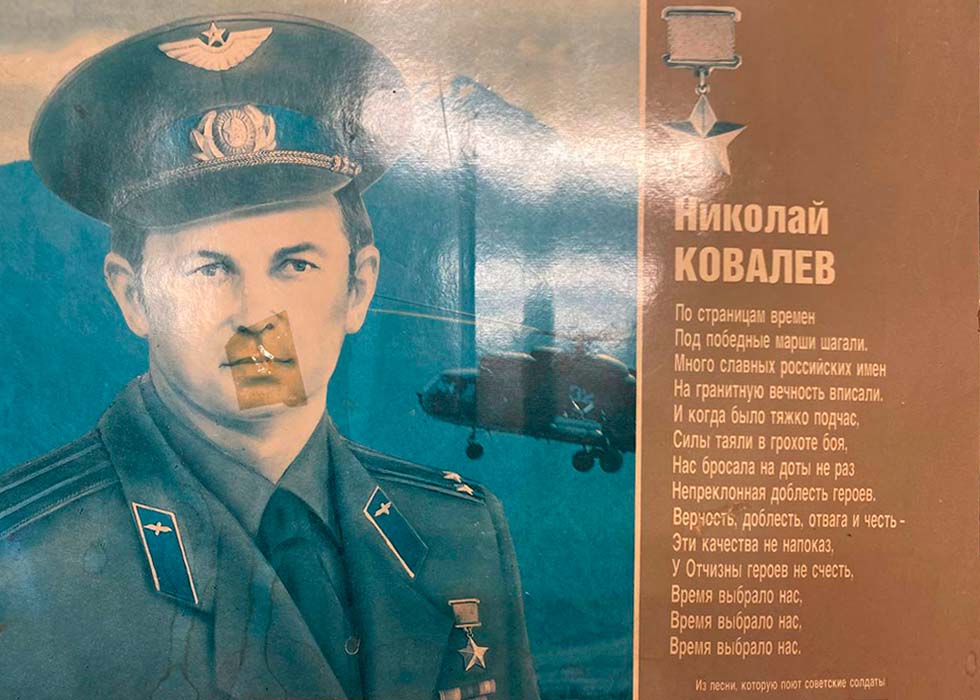 Николай
КОВАЛЕВ
По страницам времен
Под победные марши шагали.
Много славных российских имен
На гранитную вечность вписали.
И когда было тяжко подчас,
Силы таяли в грохоте боя,
Нас бросала на доты не раз
Непреклонная доблесть героев.
Верность, доблесть, отвага и честь -
Эти качества не напоказ,
У Отчизны героев не счесть,
Время выбрало нас,
Время выбрало нас,
Время выбрало нас.
Из песни, которую поют советские солдаты